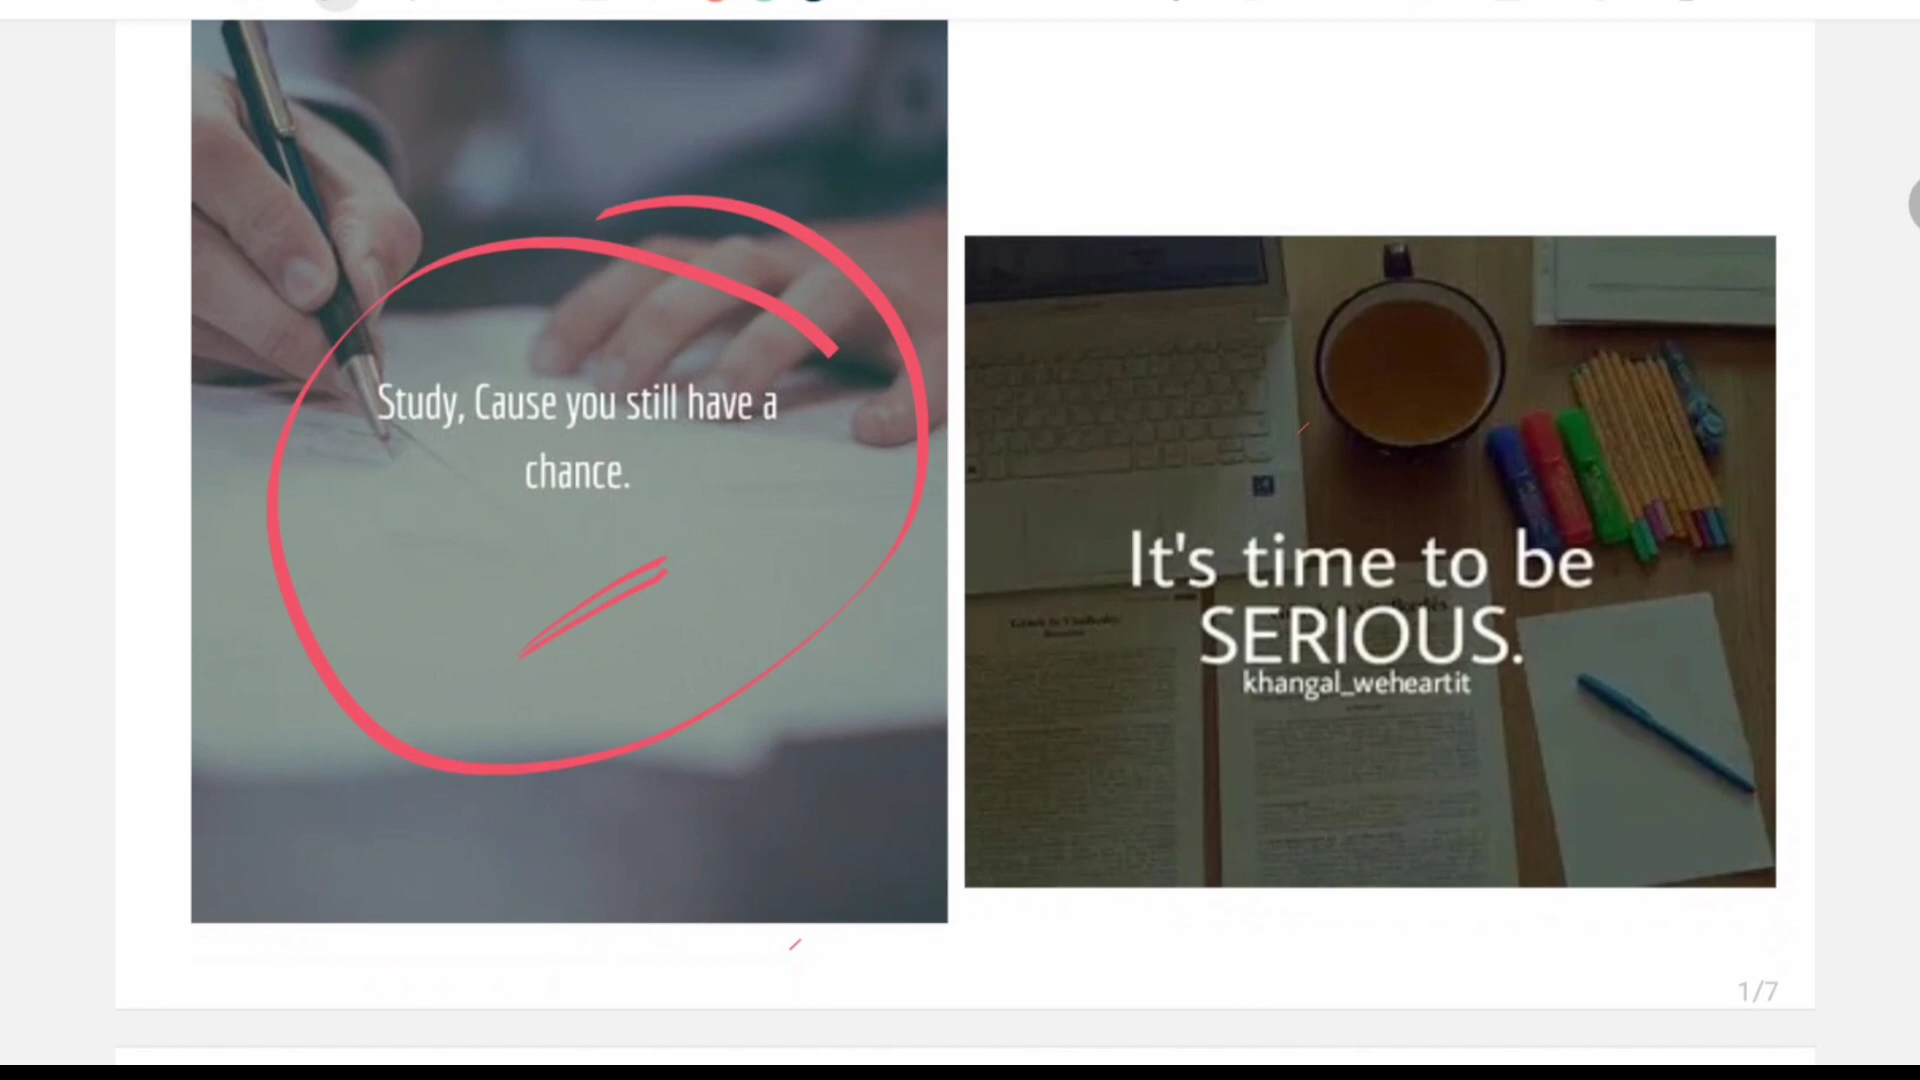 Study, Cause you still have a
chance.
It's time to be
SERIOUS.
khangal_weheartit
1/7